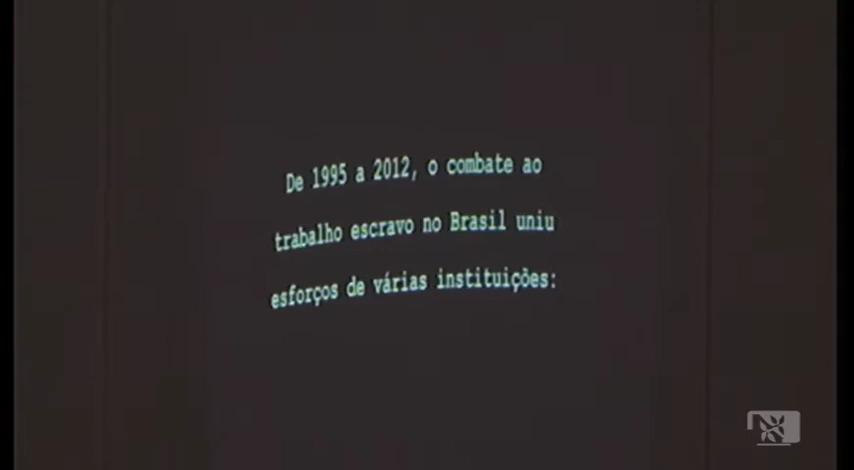 De 1995 a 2012, o combate ao
trabalho escravo no Brasil uniu
esforços de várias instituições: